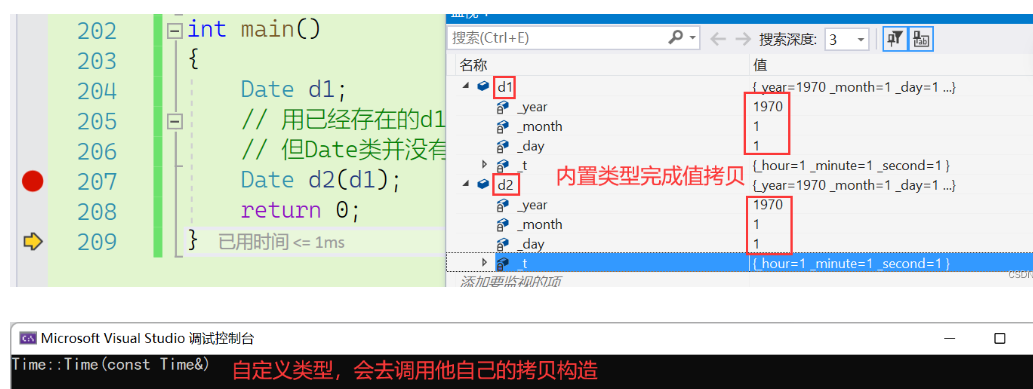 监视 1
202 int main()
203 {
204 Date d1;
205 // 用已经存在的d1
206 // 但Date类并没有
207 Date d2(d1);
208 return 0;
209 } 已用时间 <= 1ms
搜索(Ctrl+E) 搜索深度: 3
名称 值
d1 {_year=1970 _month=1 _day=1 ...}
_year 1970
_month 1
_day 1
_t {_hour=1 _minute=1 _second=1 }
内置类型完成值拷贝
d2 {_year=1970 _month=1 _day=1 ...}
_year 1970
_month 1
_day 1
_t {_hour=1 _minute=1 _second=1 }
添加要监视的项
Microsoft Visual Studio 调试控制台
Time::Time(const Time&) 自定义类型，会去调用他自己的拷贝构造